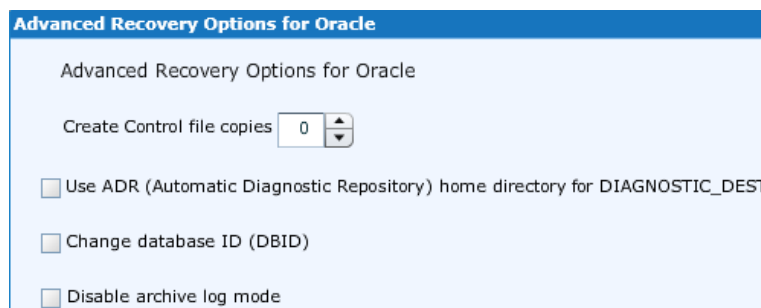 Advanced Recovery Options for Oracle
Advanced Recovery Options for Oracle
Create Control file copies 0
Use ADR (Automatic Diagnostic Repository) home directory for DIAGNOSTIC_DEST
Change database ID (DBID)
Disable archive log mode